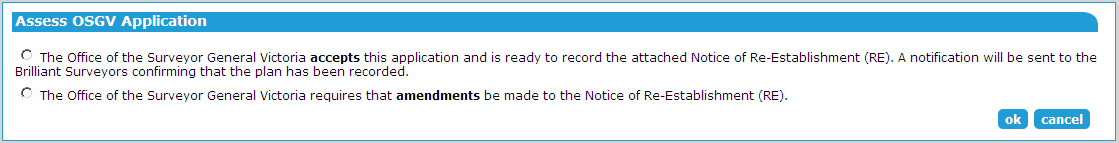 Assess OSGV Application
The Office of the Surveyor General Victoria accepts this application and is ready to record the attached Notice of Re-Establishment (RE). A notification will be sent to the
Brilliant Surveyors confirming that the plan has been recorded.
The Office of the Surveyor General Victoria requires that amendments be made to the Notice of Re-Establishment (RE).
ok cancel